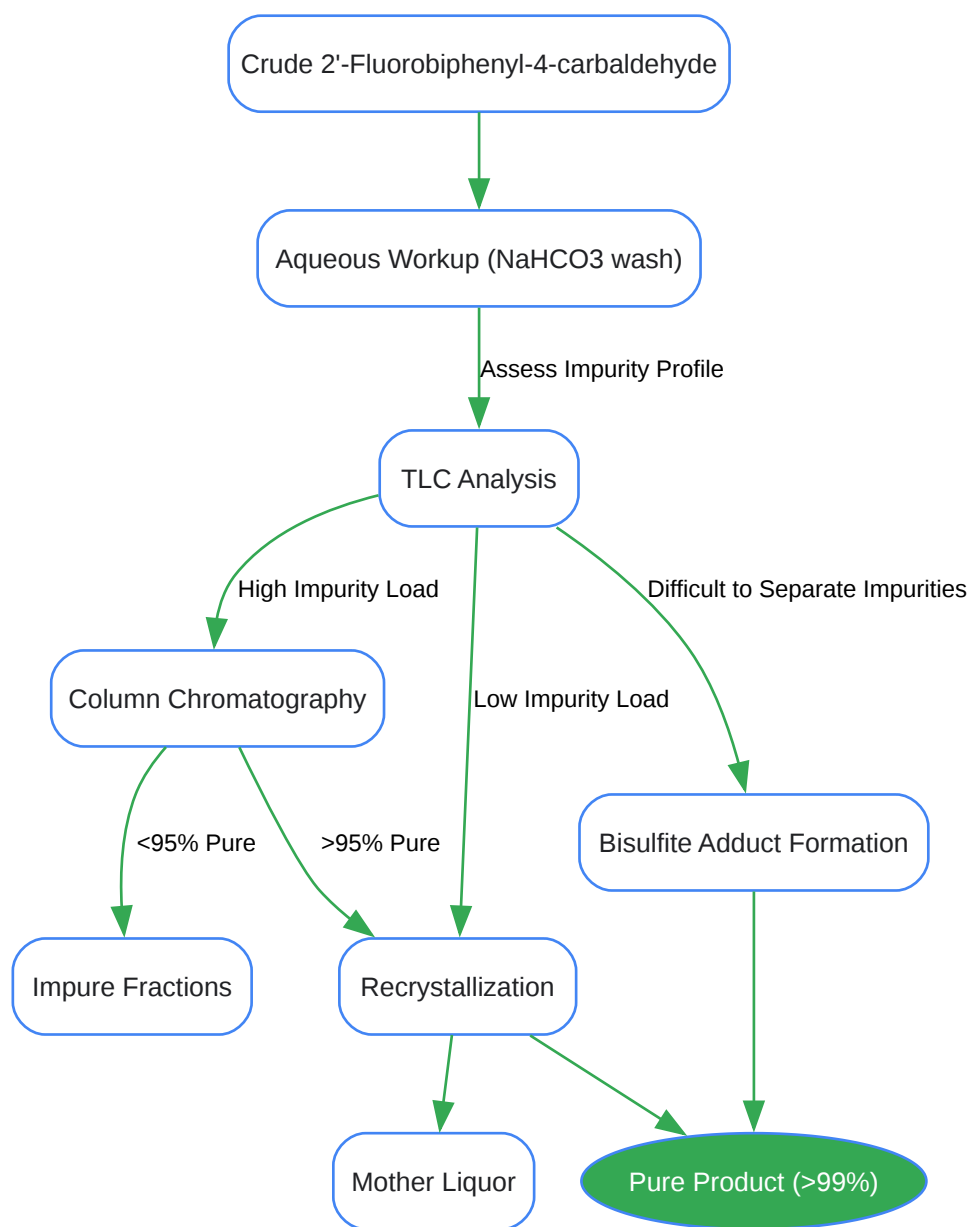 Crude 2'-Fluorobiphenyl-4-carbaldehyde
Aqueous Workup (NaHCO3 wash)
Assess Impurity Profile
TLC Analysis
High Impurity Load
Difficult to Separate Impurities
Column Chromatography
Low Impurity Load
<95% Pure
>95% Pure
Bisulfite Adduct Formation
Impure Fractions
Recrystallization
Mother Liquor
Pure Product (>99%)